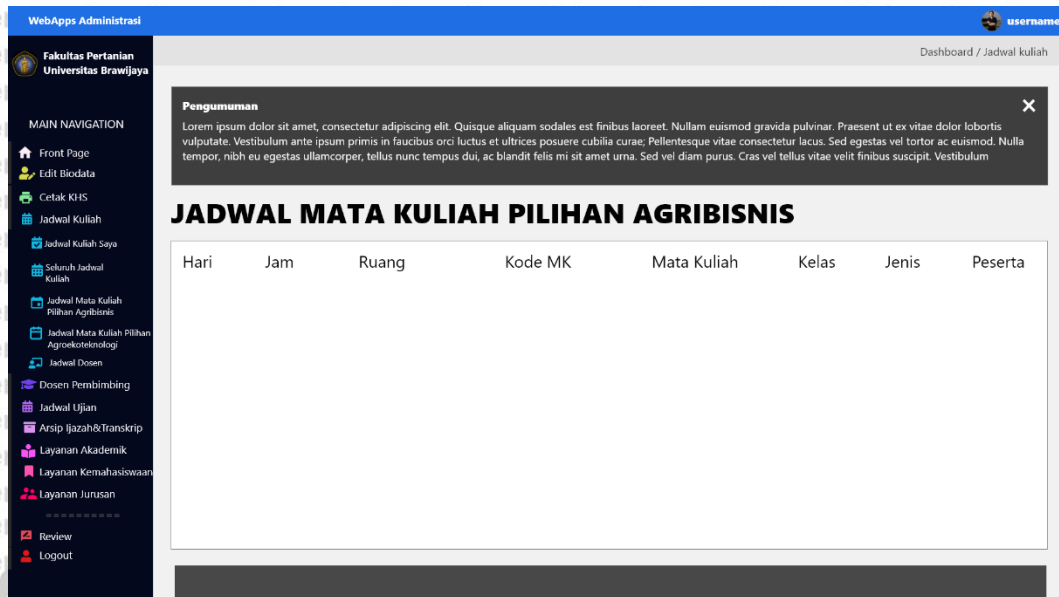 WebApps Administrasi
username
Fakultas Pertanian
Universitas Brawijaya
Dashboard / Jadwal kuliah
MAIN NAVIGATION
Front Page
Edit Biodata
Cetak KHS
Jadwal Kuliah
Jadwal Kuliah Saya
Seluruh Jadwal
Kuliah
Jadwal Mata Kuliah
Pilihan Agribisnis
Jadwal Mata Kuliah Pilihan
Agroekoteknologi
Jadwal Dosen
Dosen Pembimbing
Jadwal Ujian
Arsip Ijazah&Transkrip
Layanan Akademik
Layanan Kemahasiswaan
Layanan Jurusan
==========
Review
Logout
Pengumuman
Lorem ipsum dolor sit amet, consectetur adipiscing elit. Quisque aliquam sodales est finibus laoreet. Nullam euismod gravida pulvinar. Praesent ut ex vitae dolor lobortis
vulputate. Vestibulum ante ipsum primis in faucibus orci luctus et ultrices posuere cubilia curae; Pellentesque vitae consectetur lacus. Sed egestas vel tortor ac euismod. Nulla
tempor, nibh eu egestas ullamcorper, tellus nunc tempus dui, ac blandit felis mi sit amet urna. Sed vel diam purus. Cras vel tellus vitae velit finibus suscipit. Vestibulum
JADWAL MATA KULIAH PILIHAN AGRIBISNIS
Hari Jam Ruang Kode MK Mata Kuliah Kelas Jenis Peserta